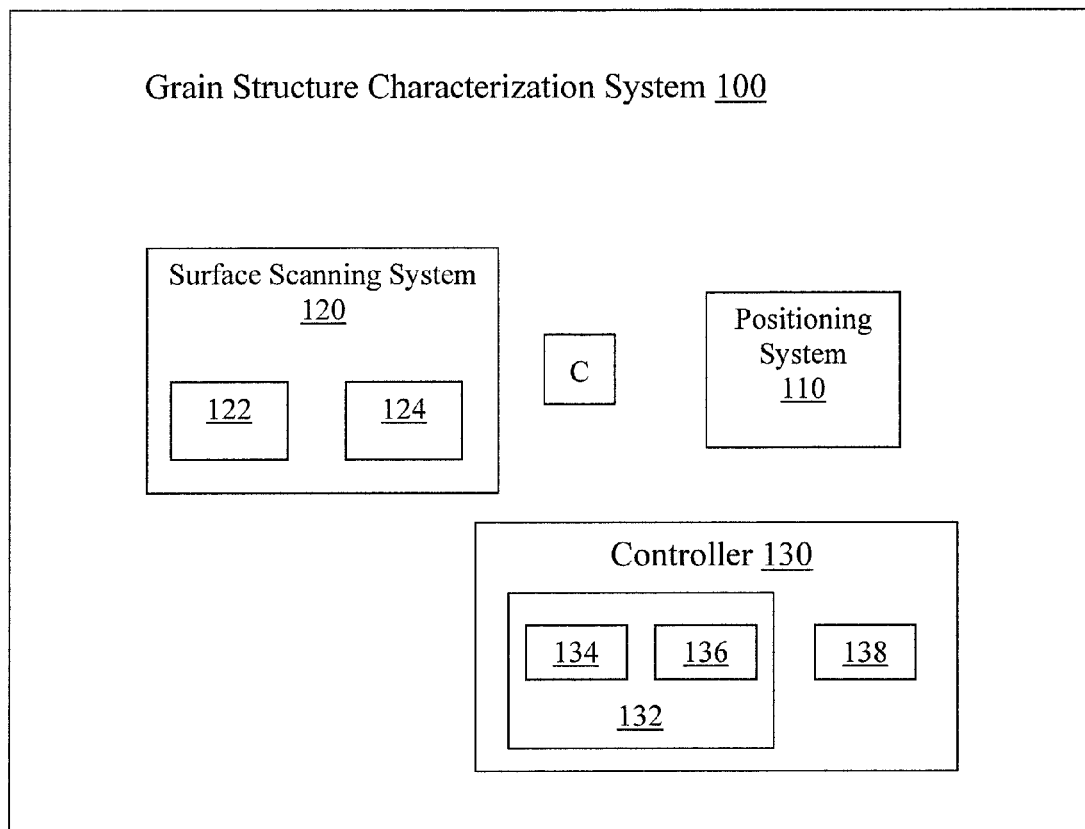 Grain Structure Characterization System 100
Surface Scanning System
120
122
124
C
Positioning
System
110
Controller 130
134
136
138
132